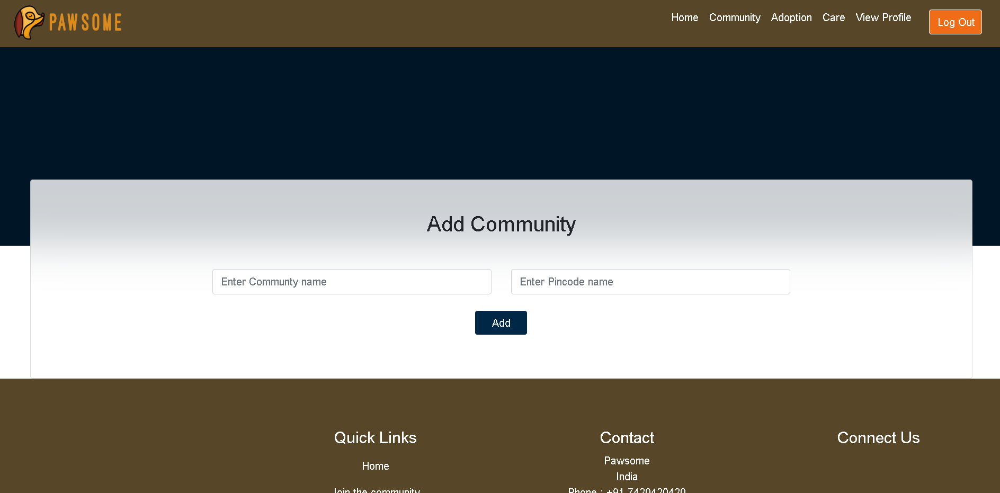 PAWSOME
Home Community Adoption Care View Profile Log Out
Add Community
Enter Communty name Enter Pincode name
Add
Quick Links Contact Connect Us
Home
Pawsome
India
Join the community
Phone : +91 7420420420